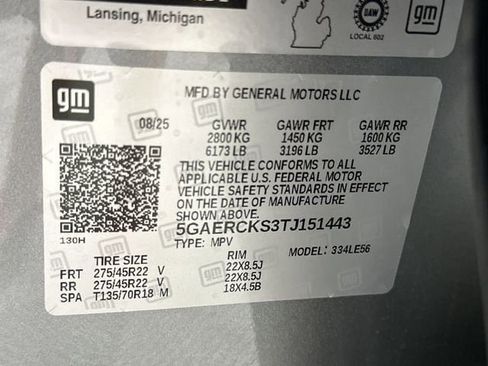 Lansing, Michigan
UAW
LOCAL 602
gm
gm
MFD BY GENERAL MOTORS LLC
08/25 GVWR GAWR FRT GAWR RR
2800 KG 1450 KG 1600 KG
6173 LB 3196 LB 3527 LB
THIS VEHICLE CONFORMS TO ALL
APPLICABLE U.S. FEDERAL MOTOR
VEHICLE SAFETY STANDARDS IN EFFECT
ON THE DATE OF MANUFACTURE
SHOWN ABOVE.
5GAERCKS3TJ151443
130H TYPE: MPV MODEL: 334LE56
TIRE SIZE RIM
FRT 275/45R22 V 22X8.5J
RR 275/45R22 V 22X8.5J
SPA T135/70R18 M 18X4.5B